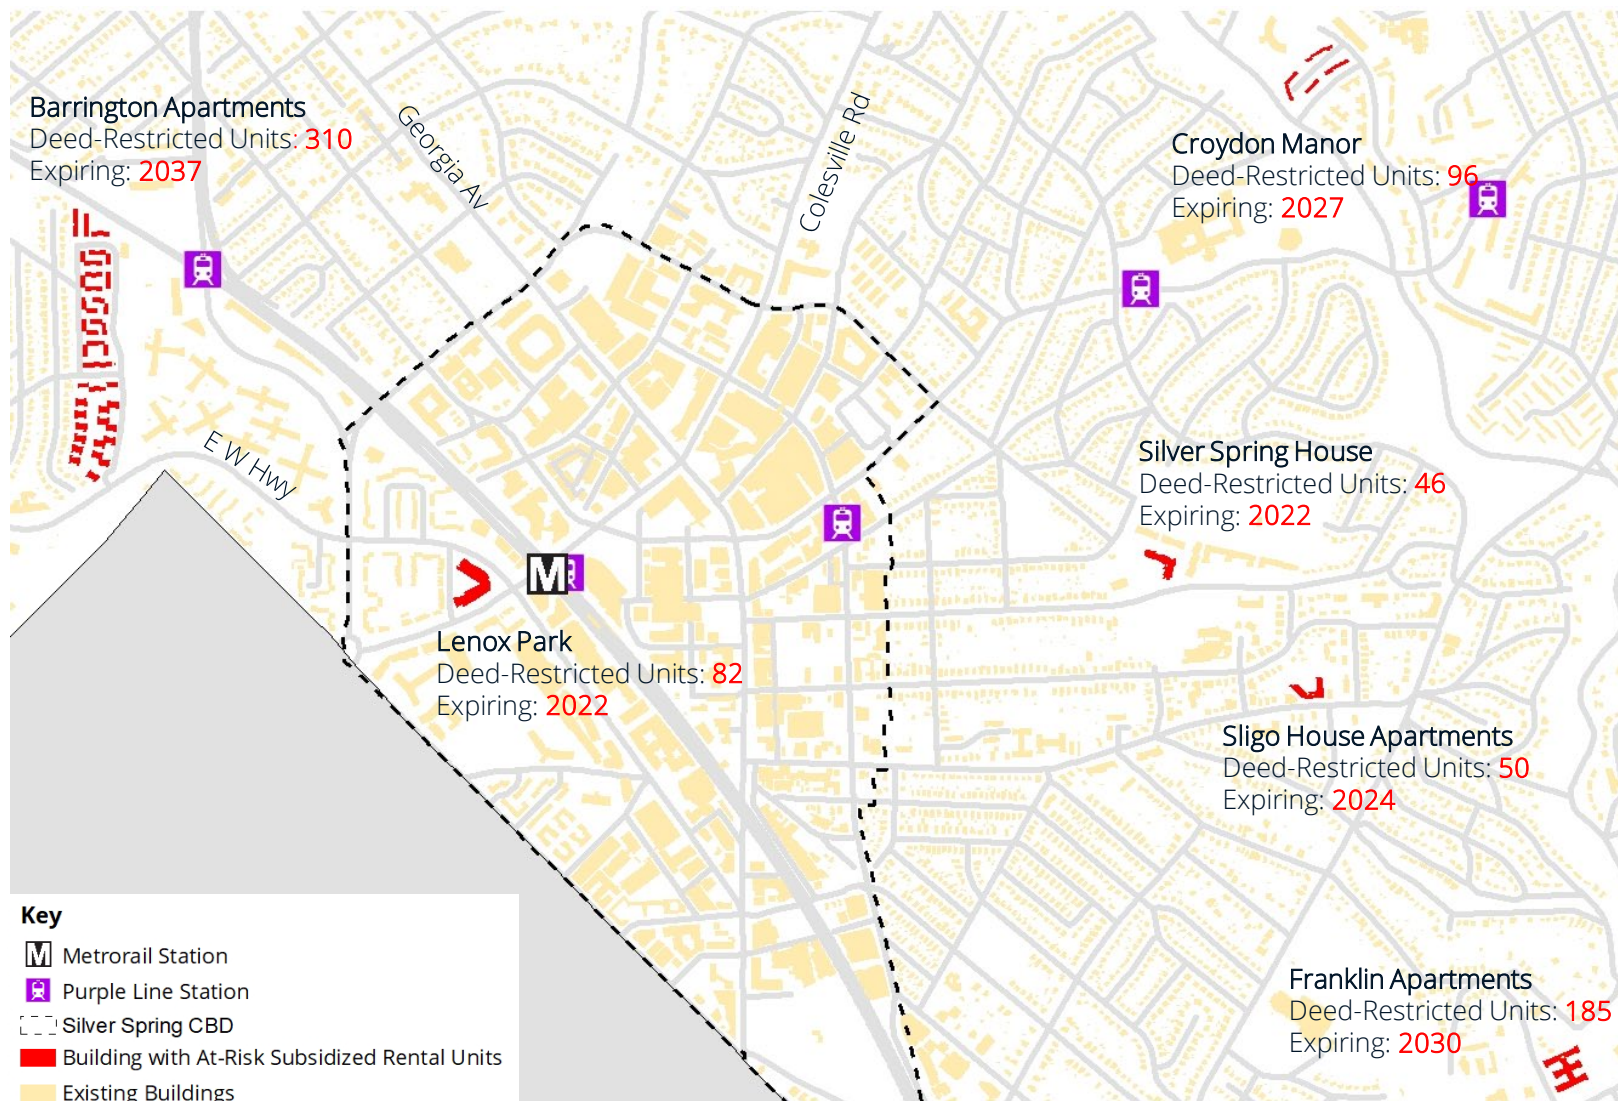 Barrington Apartments
Deed-Restricted Units: 310
Expiring: 2037
Georgia Av
Colesville Rd
Croydon Manor
Deed-Restricted Units: 96
Expiring: 2027
E W Hwy
Silver Spring House
Deed-Restricted Units: 46
Expiring: 2022
M
Lenox Park
Deed-Restricted Units: 82
Expiring: 2022
Sligo House Apartments
Deed-Restricted Units: 50
Expiring: 2024
Franklin Apartments
Deed-Restricted Units: 185
Expiring: 2030
Key
M Metrorail Station
Purple Line Station
Silver Spring CBD
Building with At-Risk Subsidized Rental Units
Existing Buildings